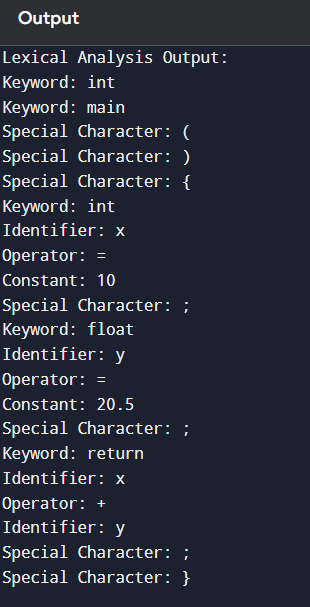 Output
Lexical Analysis Output:
Keyword: int
Keyword: main
Special Character: (
Special Character: )
Special Character: {
Keyword: int
Identifier: x
Operator: =
Constant: 10
Special Character: ;
Keyword: float
Identifier: y
Operator: =
Constant: 20.5
Special Character: ;
Keyword: return
Identifier: x
Operator: +
Identifier: y
Special Character: ;
Special Character: }